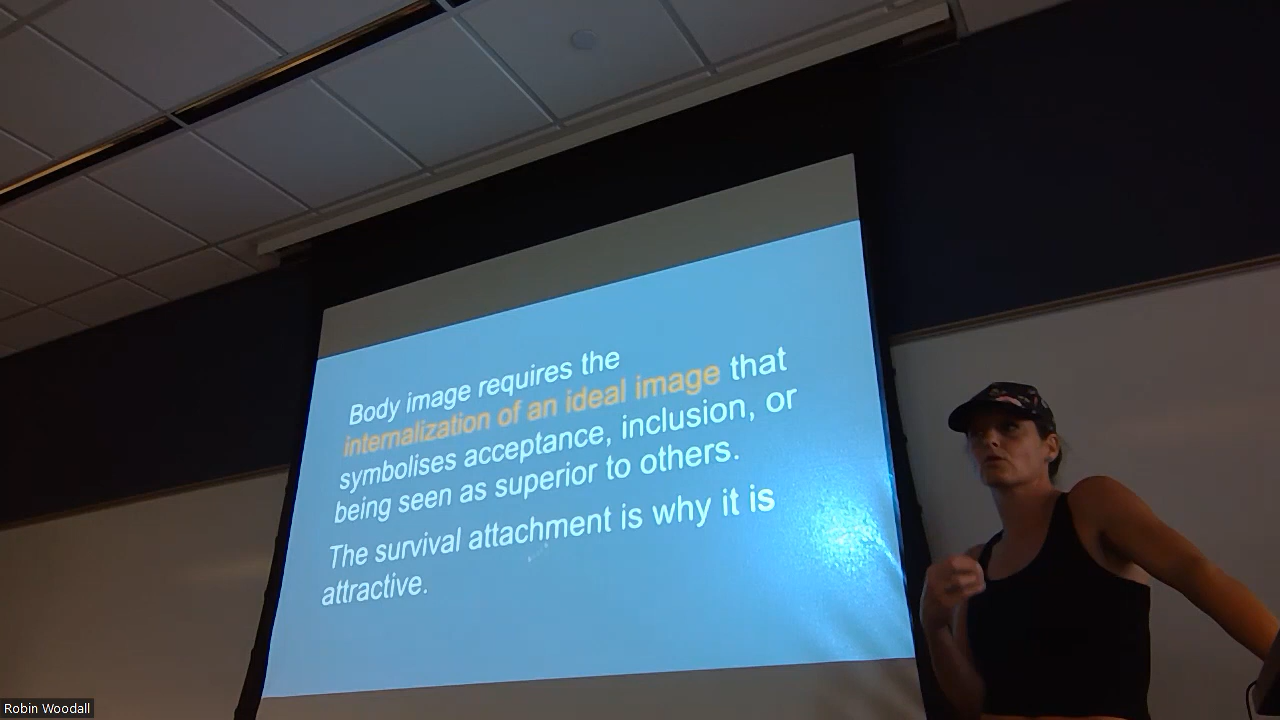 Body image requires the
internalization of an ideal image that
symbolises acceptance, inclusion, or
being seen as superior to others.
The survival attachment is why it is
attractive.
Robin Woodall